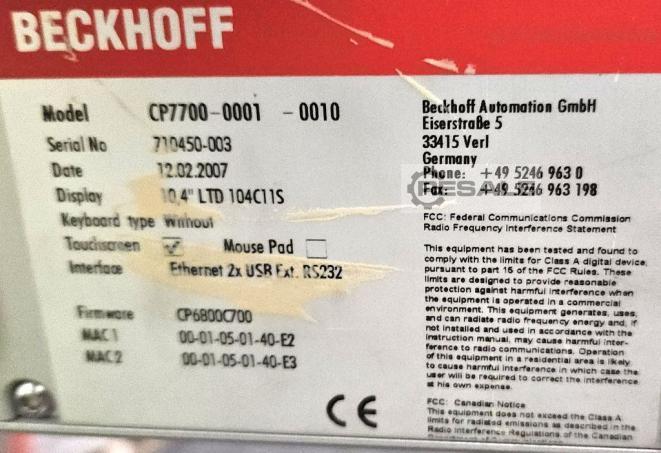 BECKHOFF
Model CP7700-0001 -0010
Serial No 710450-003
Date 12.02.2007
Display 10,4" LTD 104C11S
Keyboard type Without
Touchscreen Mouse Pad
Interface Ethernet 2x USB Ext. RS232
Firmware CP6800C700
MAC 1 00-01-05-01-40-E2
MAC 2 00-01-05-01-40-E3
CE
Beckhoff Automation GmbH
Eiserstraße 5
33415 Verl
Germany
Phone: +49 5246 963 0
Fax: +49 5246 963 198
FCC: Federal Communications Commission
Radio Frequency Interference Statement
This equipment has been tested and found to
comply with the limits for Class A digital device,
pursuant to part 15 of the FCC Rules. These
limits are designed to provide reasonable
protection against harmful interference when
the equipment is operated in a commercial
environment. This equipment generates, uses,
and can radiate radio frequency energy and, if
not installed and used in accordance with the
instruction manual, may cause harmful inter-
ference to radio communications. Operation
of this equipment in a residential area is likely
to cause harmful interference in which case the
user will be required to correct the interference
at his own expense.
FCC: Canadian Notice
This equipment does not exceed the Class A
limits for radiated emissions as described in the
Radio Interference Regulations of the Canadian